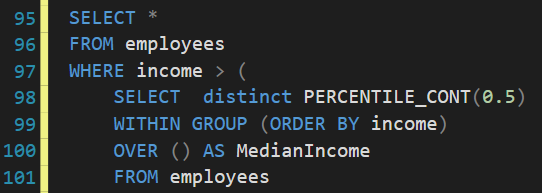 95 SELECT *
96 FROM employees
97 WHERE income > (
98 SELECT  distinct PERCENTILE_CONT(0.5)
99 WITHIN GROUP (ORDER BY income)
100 OVER () AS MedianIncome
101 FROM employees